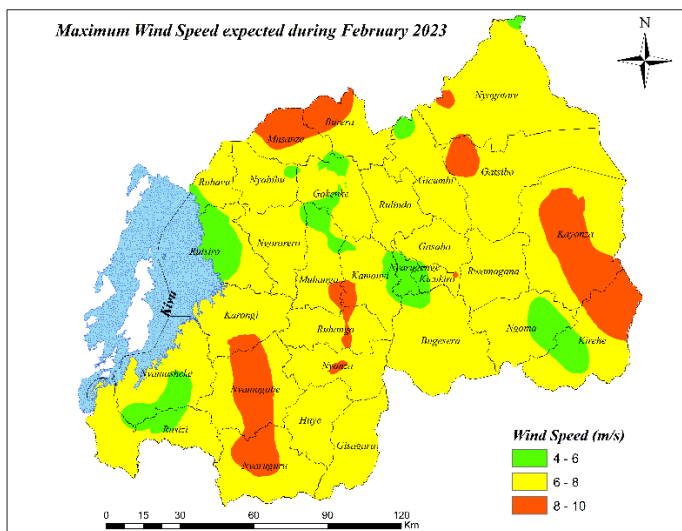 Maximum Wind Speed expected during February 2023
N
Nyagatare
Burera
Musanze
Gatsibo
Rubavu
Nyabihu
Gakenke
Gicumbi
Rulindo
Kayonza
Rutsiro
Ngororero
Gasabo
Nyarugenge
Kicukiro
Rwamagana
Muhanga
Kamonyi
Kivu
Karongi
Ruhango
Bugesera
Ngoma
Kirehe
Nyamasheke
Nyamagabe
Nyanza
Rusizi
Huye
Gisagara
Nyaruguru
Wind Speed (m/s)
4 - 6
6 - 8
8 - 10
0 15 30 60 90 120
Km